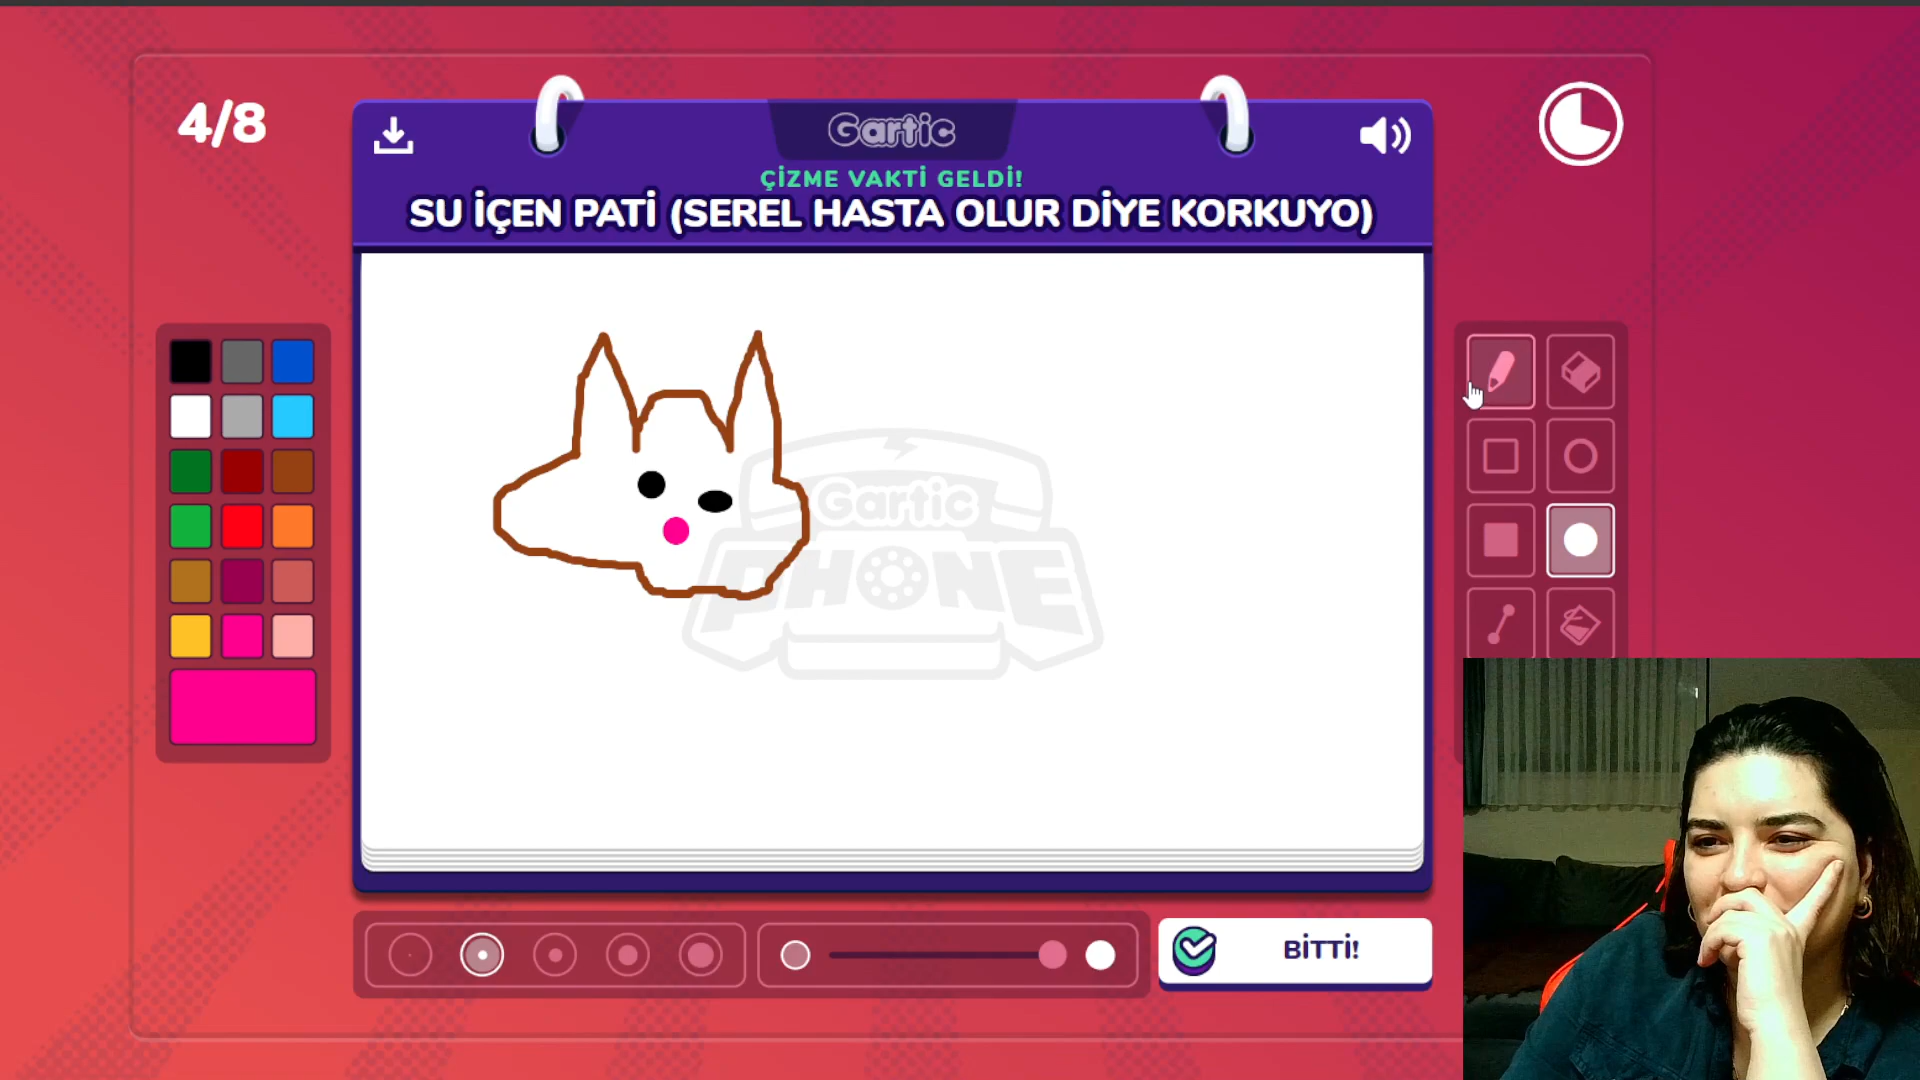 4/8
Gartic
ÇİZME VAKTİ GELDİ!
SU İÇEN PATİ (SEREL HASTA OLUR DİYE KORKUYO)
Gartic
PHONE
BİTTİ!